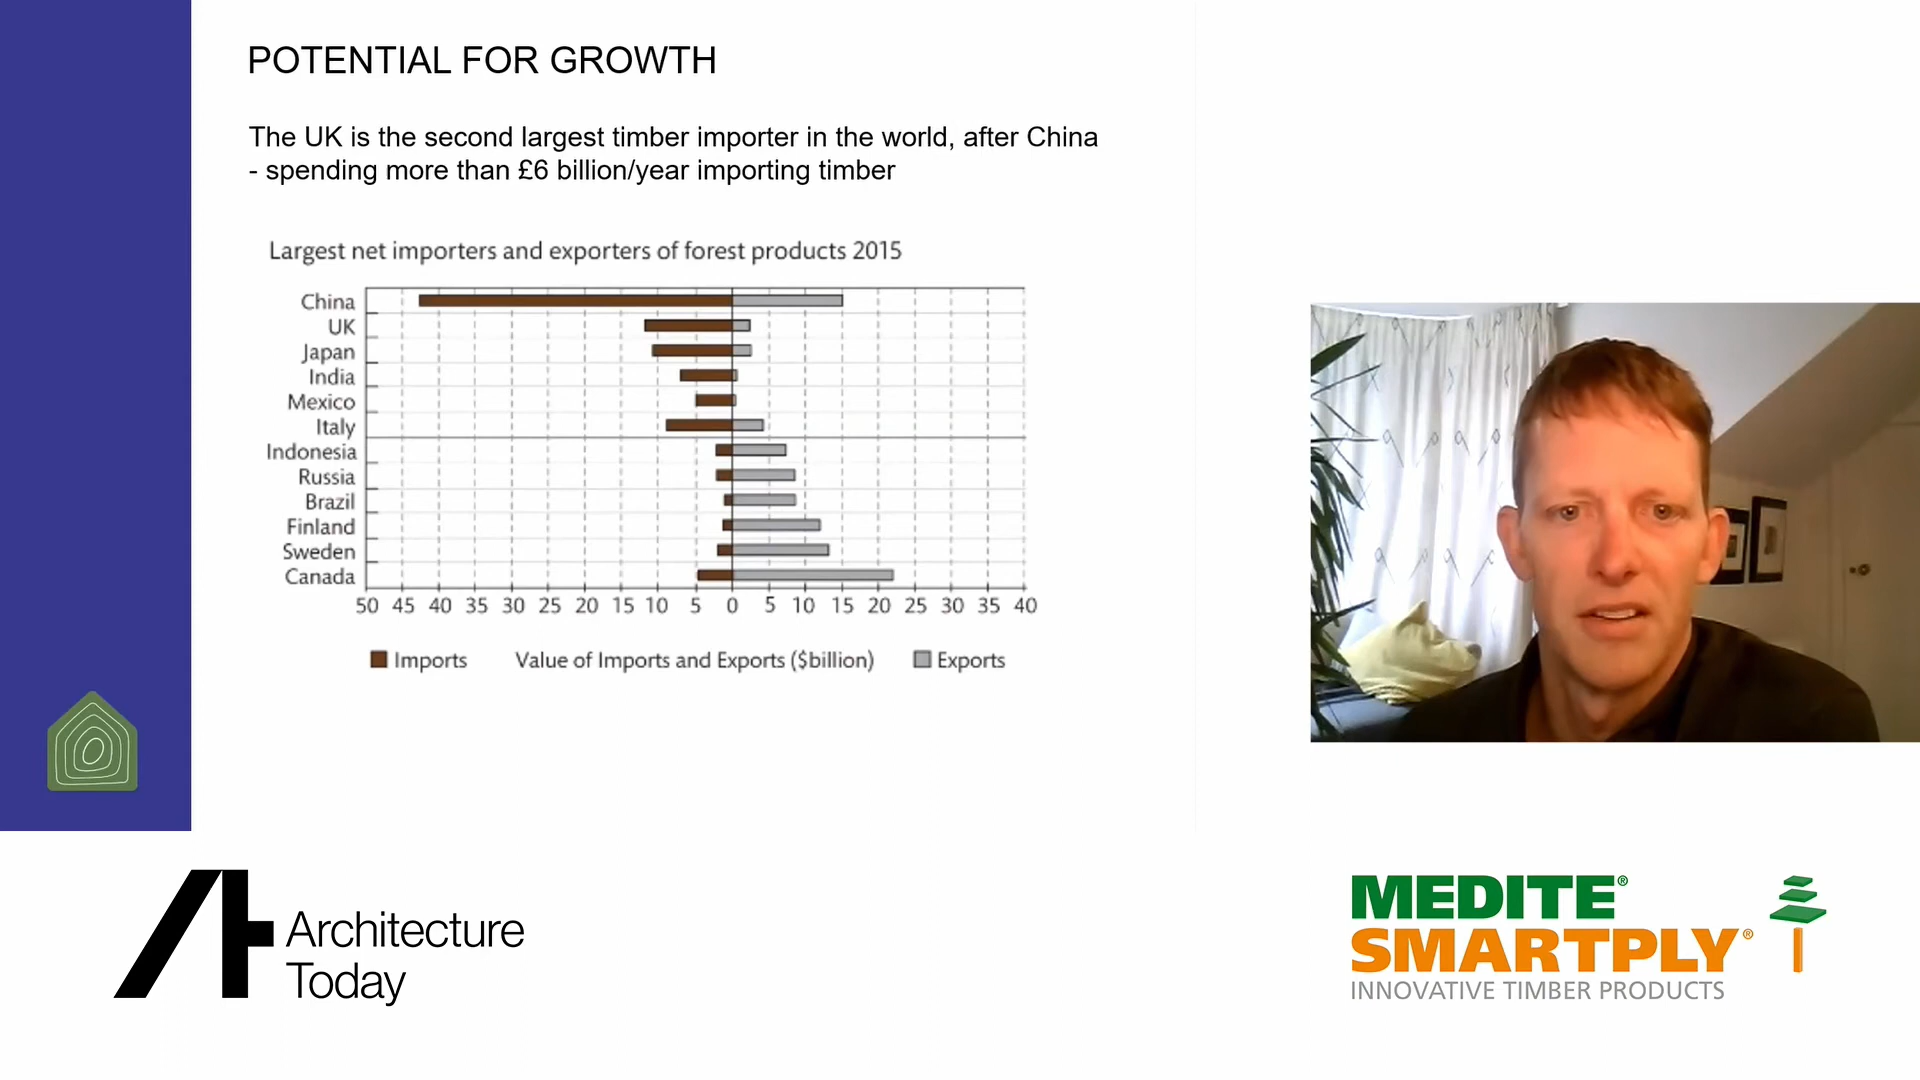 POTENTIAL FOR GROWTH
The UK is the second largest timber importer in the world, after China
- spending more than £6 billion/year importing timber
Largest net importers and exporters of forest products 2015
China
UK
Japan
India
Mexico
Italy
Indonesia
Russia
Brazil
Finland
Sweden
Canada
50 45 40 35 30 25 20 15 10 5 0 5 10 15 20 25 30 35 40
Imports Value of Imports and Exports ($billion) Exports
Architecture
Today
MEDITE®
SMARTPLY®
INNOVATIVE TIMBER PRODUCTS